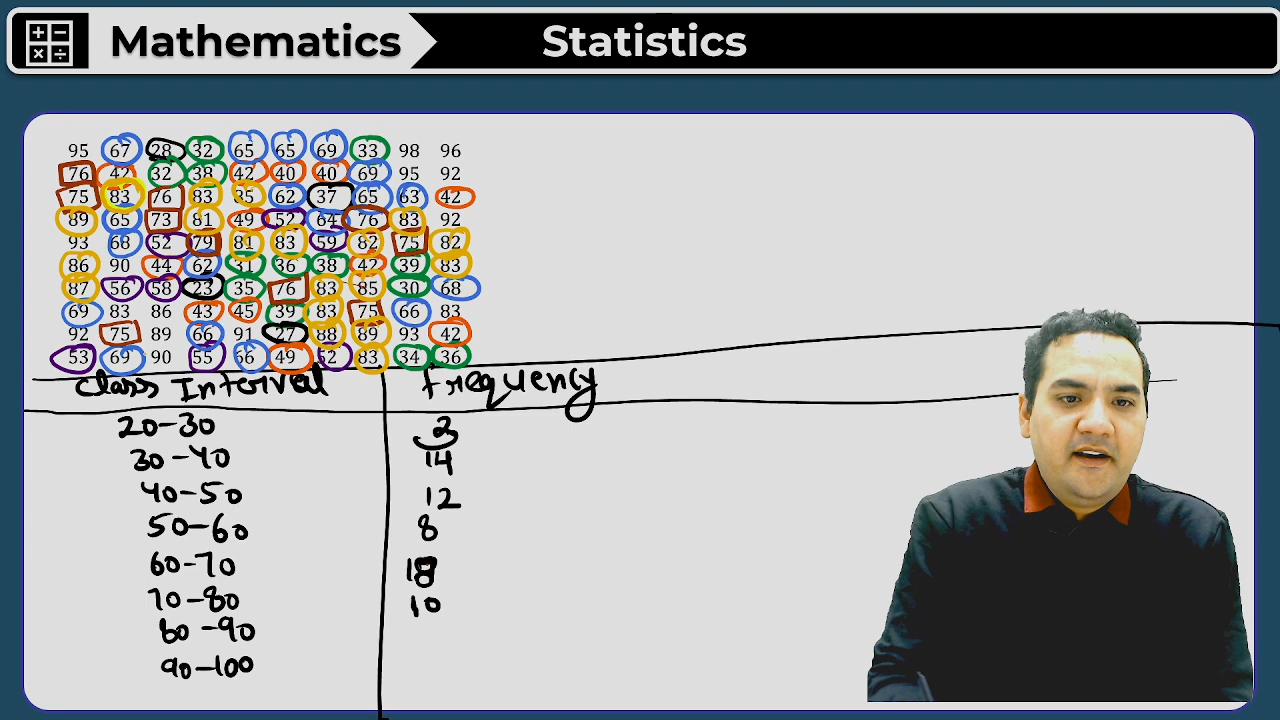 Mathematics
Statistics
95 67 28 32 65 65 69 33 98 96
76 42 32 38 42 40 40 69 95 92
75 83 76 83 85 62 37 65 63 42
89 65 73 81 49 52 64 76 83 92
93 68 52 79 81 83 59 82 75 82
86 90 44 62 31 36 38 42 39 83
87 56 58 23 35 76 83 85 30 68
69 83 86 43 45 39 83 75 66 83
92 75 89 66 91 27 88 89 93 42
53 69 90 55 66 49 52 83 34 36
Class Interval Frequency
20-30 2
30-40 14
40-50 12
50-60 8
60-70 18
70-80 10
80-90
90-100